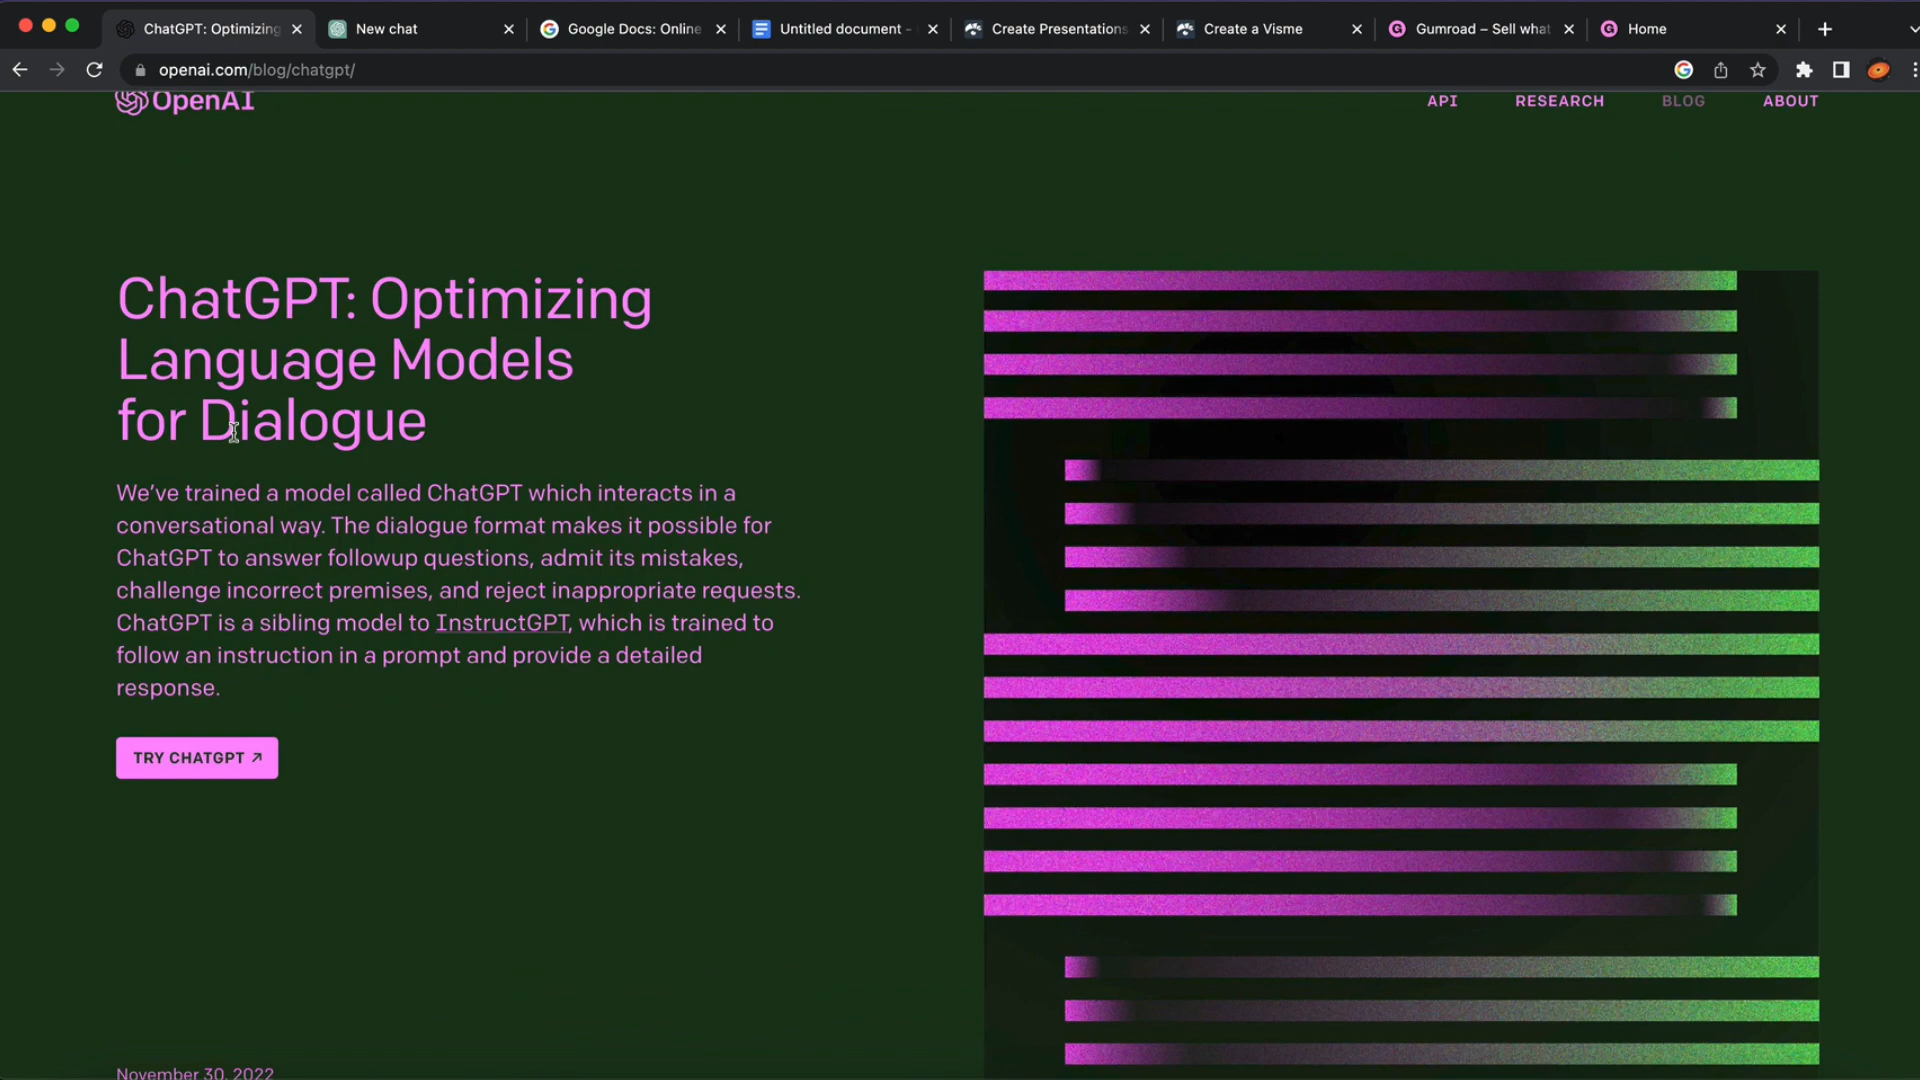 ChatGPT: Optimizing
New chat
Google Docs: Online
Untitled document -
Create Presentations
Create a Visme
Gumroad – Sell what
Home
openai.com/blog/chatgpt/
OpenAI
API
RESEARCH
BLOG
ABOUT
ChatGPT: Optimizing
Language Models
for Dialogue
We've trained a model called ChatGPT which interacts in a
conversational way. The dialogue format makes it possible for
ChatGPT to answer followup questions, admit its mistakes,
challenge incorrect premises, and reject inappropriate requests.
ChatGPT is a sibling model to InstructGPT, which is trained to
follow an instruction in a prompt and provide a detailed
response.
TRY CHATGPT ↗
November 30, 2022